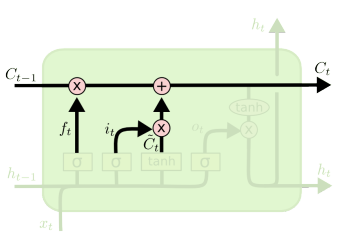 h_t
C_{t-1} × + C_t
tanh
f_t i_t × o_t ×
C̃_t
σ σ tanh σ
h_{t-1} h_t
x_t